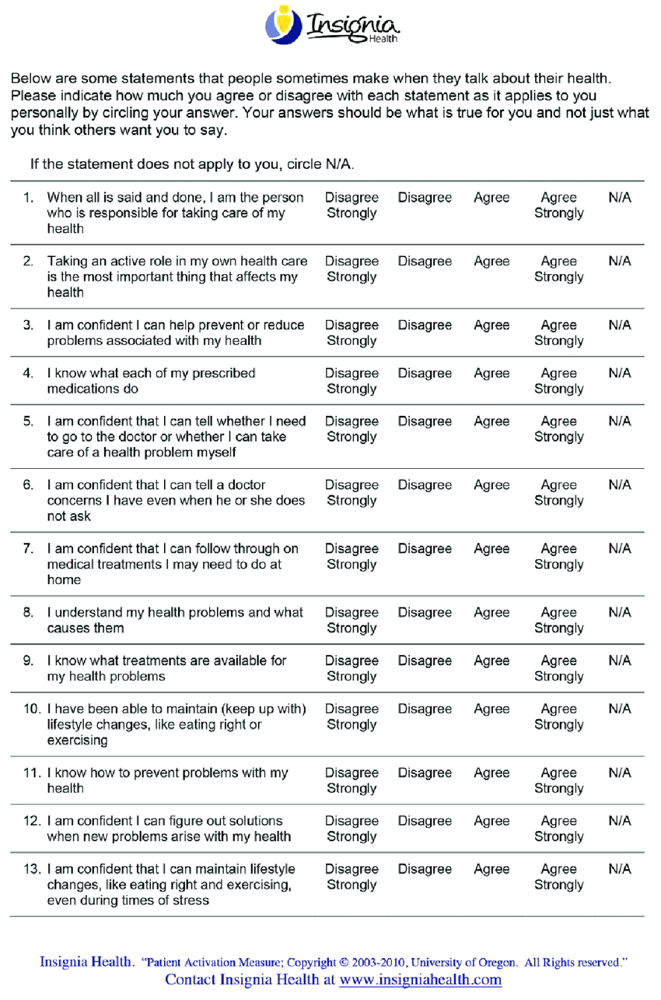 Insignia
Health
Below are some statements that people sometimes make when they talk about their health.
Please indicate how much you agree or disagree with each statement as it applies to you
personally by circling your answer. Your answers should be what is true for you and not just what
you think others want you to say.
If the statement does not apply to you, circle N/A.
1. When all is said and done, I am the person Disagree Disagree Agree Agree N/A
who is responsible for taking care of my Strongly Strongly
health
2. Taking an active role in my own health care Disagree Disagree Agree Agree N/A
is the most important thing that affects my Strongly Strongly
health
3. I am confident I can help prevent or reduce Disagree Disagree Agree Agree N/A
problems associated with my health Strongly Strongly
4. I know what each of my prescribed Disagree Disagree Agree Agree N/A
medications do Strongly Strongly
5. I am confident that I can tell whether I need Disagree Disagree Agree Agree N/A
to go to the doctor or whether I can take Strongly Strongly
care of a health problem myself
6. I am confident that I can tell a doctor Disagree Disagree Agree Agree N/A
concerns I have even when he or she does Strongly Strongly
not ask
7. I am confident that I can follow through on Disagree Disagree Agree Agree N/A
medical treatments I may need to do at Strongly Strongly
home
8. I understand my health problems and what Disagree Disagree Agree Agree N/A
causes them Strongly Strongly
9. I know what treatments are available for Disagree Disagree Agree Agree N/A
my health problems Strongly Strongly
10. I have been able to maintain (keep up with) Disagree Disagree Agree Agree N/A
lifestyle changes, like eating right or Strongly Strongly
exercising
11. I know how to prevent problems with my Disagree Disagree Agree Agree N/A
health Strongly Strongly
12. I am confident I can figure out solutions Disagree Disagree Agree Agree N/A
when new problems arise with my health Strongly Strongly
13. I am confident that I can maintain lifestyle Disagree Disagree Agree Agree N/A
changes, like eating right and exercising, Strongly Strongly
even during times of stress
Insignia Health. “Patient Activation Measure; Copyright © 2003-2010, University of Oregon. All Rights reserved.”
Contact Insignia Health at www.insigniahealth.com